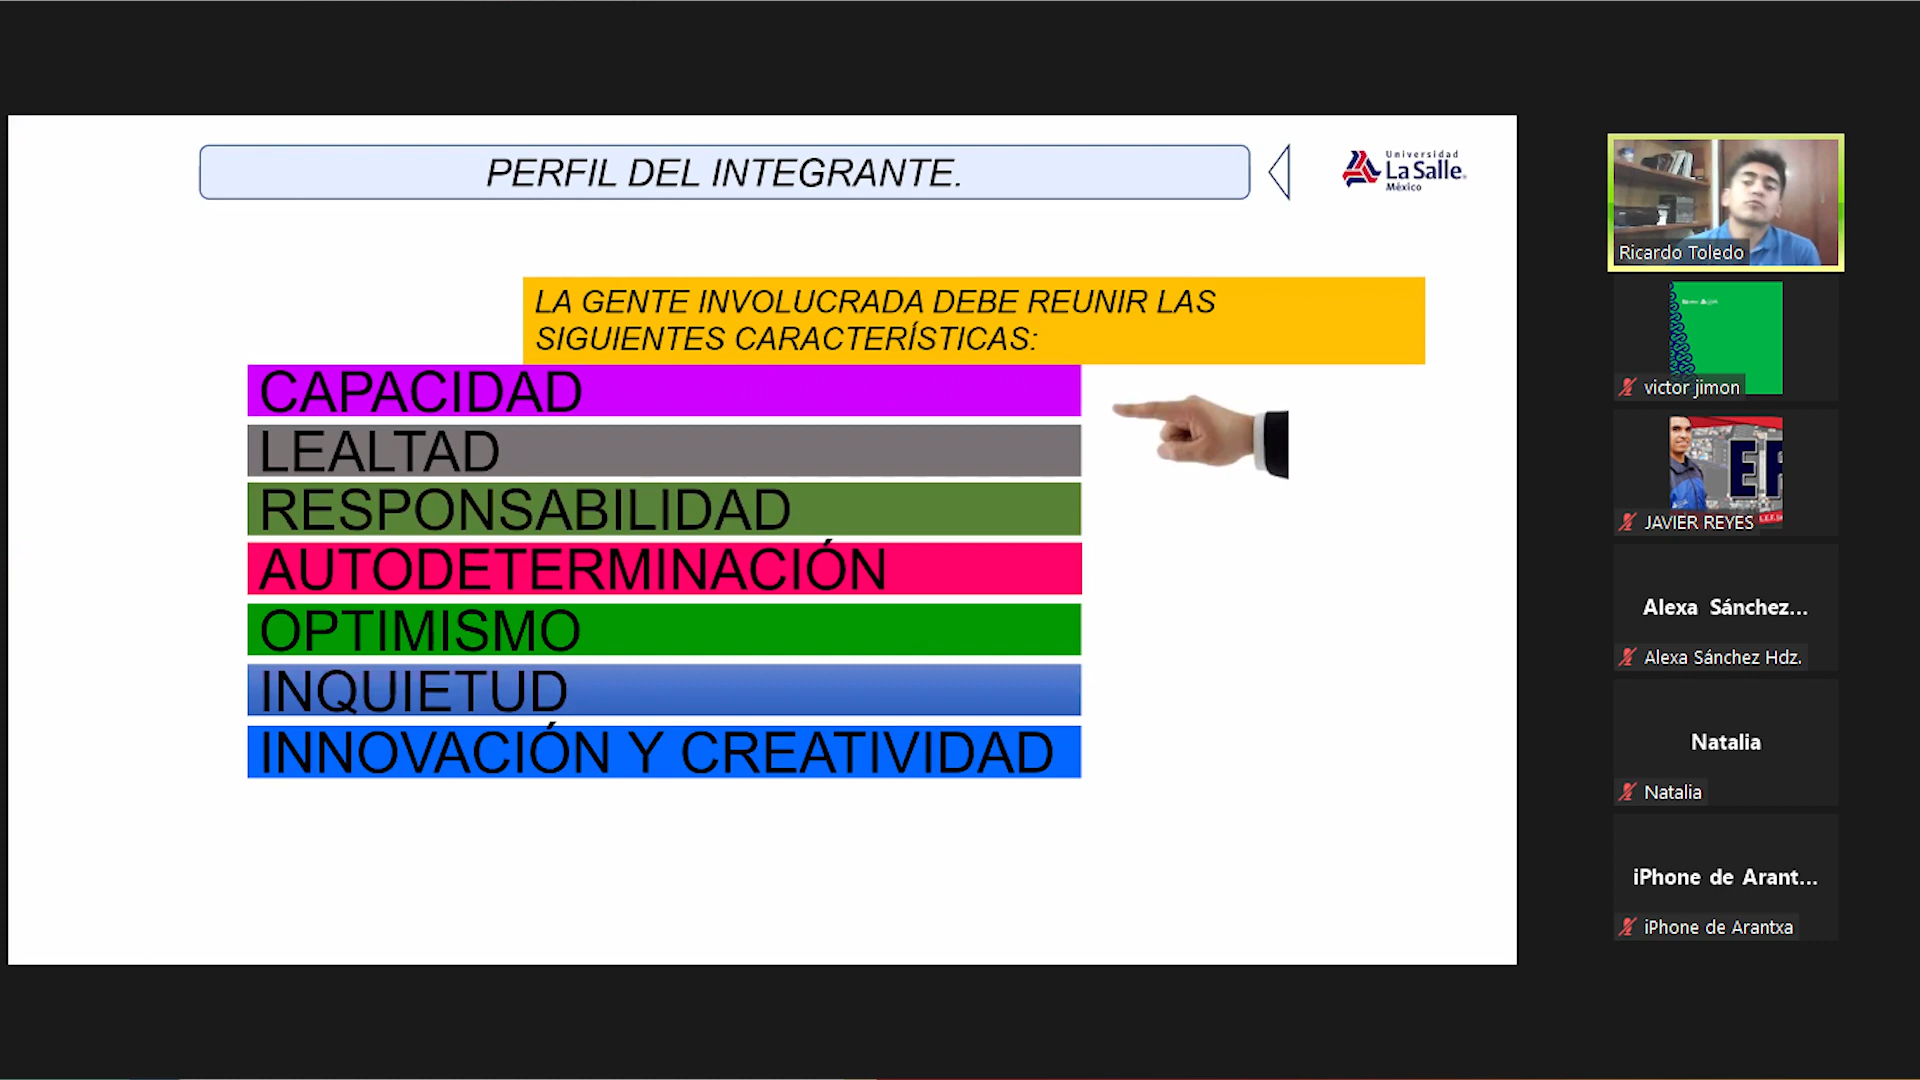 PERFIL DEL INTEGRANTE.
Universidad
La Salle®
México
LA GENTE INVOLUCRADA DEBE REUNIR LAS
SIGUIENTES CARACTERÍSTICAS:
CAPACIDAD
LEALTAD
RESPONSABILIDAD
AUTODETERMINACIÓN
OPTIMISMO
INQUIETUD
INNOVACIÓN Y CREATIVIDAD
Ricardo Toledo
victor jimon
JAVIER REYES
Alexa Sánchez...
Alexa Sánchez Hdz.
Natalia
Natalia
iPhone de Arant...
iPhone de Arantxa